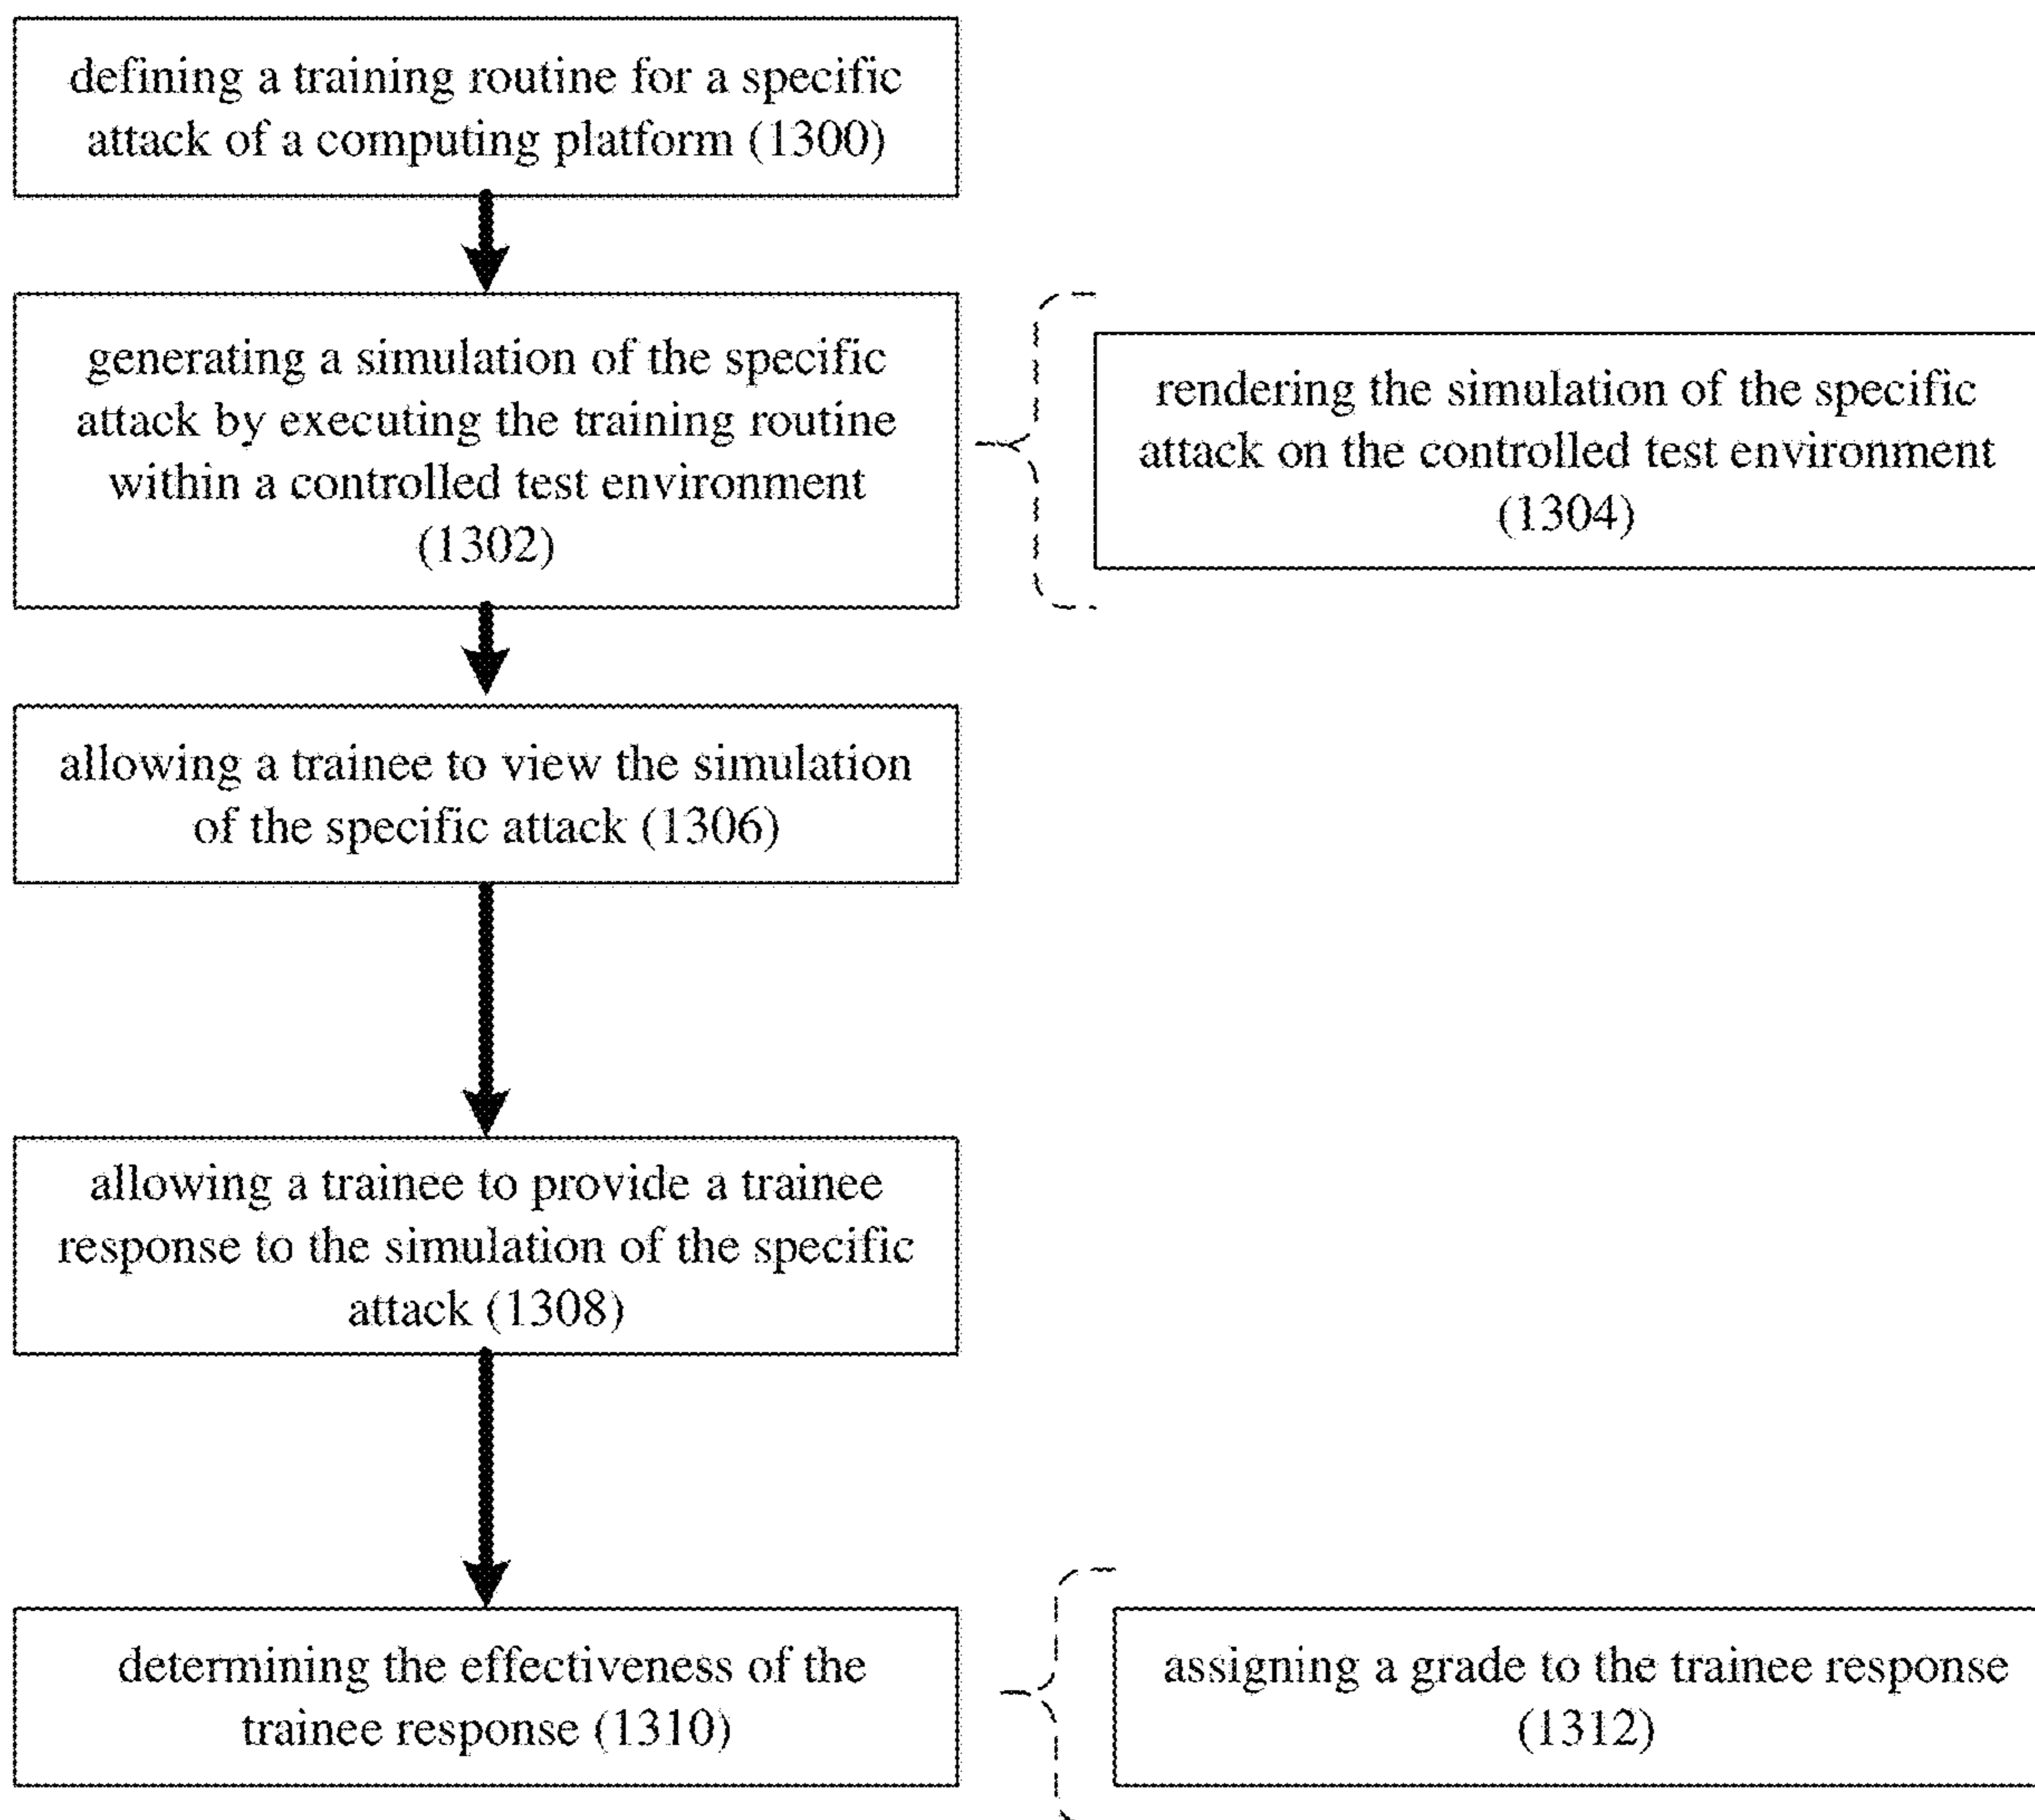 defining a training routine for a specific
attack of a computing platform (1300)
generating a simulation of the specific
attack by executing the training routine
within a controlled test environment
(1302)
rendering the simulation of the specific
attack on the controlled test environment
(1304)
allowing a trainee to view the simulation
of the specific attack (1306)
allowing a trainee to provide a trainee
response to the simulation of the specific
attack (1308)
determining the effectiveness of the
trainee response (1310)
assigning a grade to the trainee response
(1312)